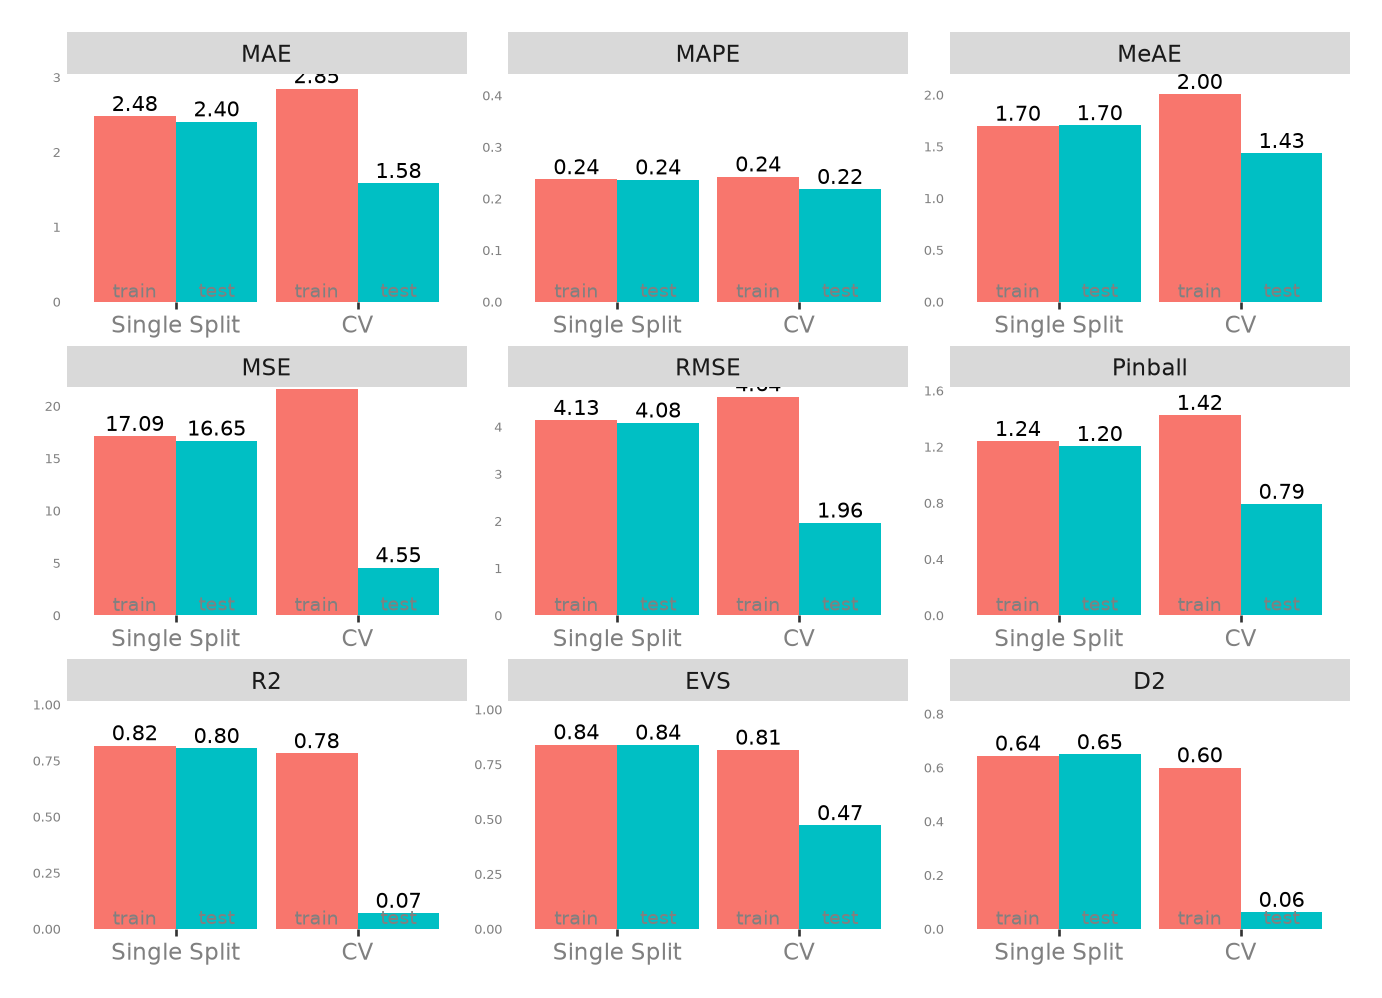 MAE
MAPE
MeAE
3
2
1
0
2.48
2.40
2.85
1.58
train
test
train
test
Single Split
CV
0.4
0.3
0.2
0.1
0.0
0.24
0.24
0.24
0.22
train
test
train
test
Single Split
CV
2.0
1.5
1.0
0.5
0.0
1.70
1.70
2.00
1.43
train
test
train
test
Single Split
CV
MSE
RMSE
Pinball
20
15
10
5
0
17.09
16.65
4.55
train
test
train
test
Single Split
CV
4
3
2
1
0
4.13
4.08
1.96
train
test
train
test
Single Split
CV
1.6
1.2
0.8
0.4
0.0
1.24
1.20
1.42
0.79
train
test
train
test
Single Split
CV
R2
EVS
D2
1.00
0.75
0.50
0.25
0.00
0.82
0.80
0.78
0.07
train
test
train
test
Single Split
CV
1.00
0.75
0.50
0.25
0.00
0.84
0.84
0.81
0.47
train
test
train
test
Single Split
CV
0.8
0.6
0.4
0.2
0.0
0.64
0.65
0.60
0.06
train
test
train
test
Single Split
CV